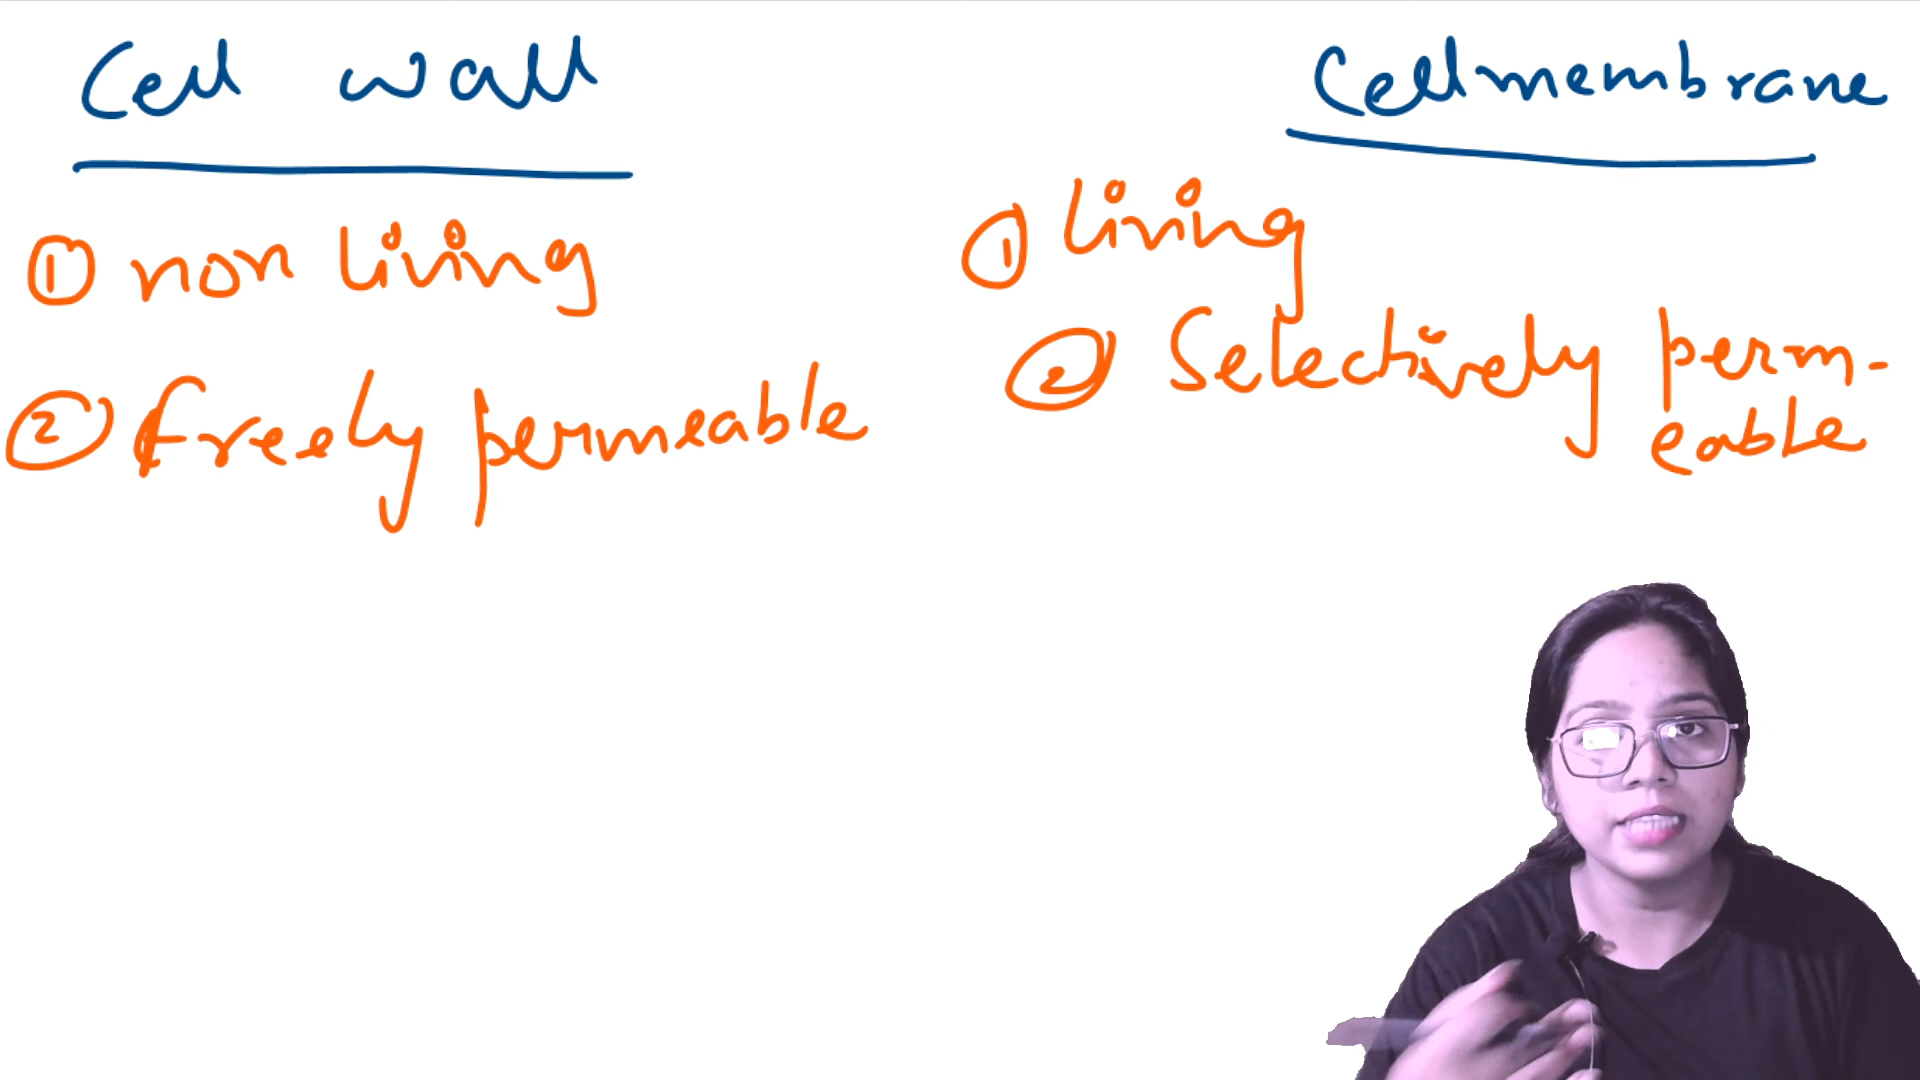 Cell wall
① non living
② freely permeable
Cellmembrane
① living
② Selectively perm-
eable